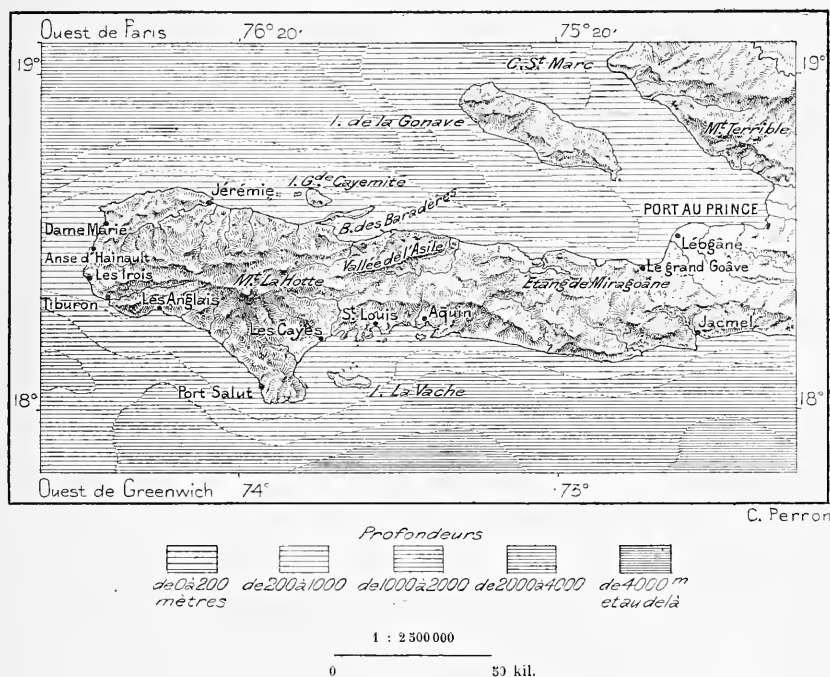 Ouest de Paris 76° 20' 75° 20'
19° 19°
C. St Marc
I. de la Gonave
Mt Terrible
I. Gde Cayemite
Jérémie
B. des Baradères
PORT AU PRINCE
Dame Marie
Léogâne
Anse d'Hainault
Vallée de l'Asile
Le grand Goâve
Les Irois
Mt La Hotte
Etang de Miragoâne
Tiburon
Les Anglais
St Louis
Aquin
Les Cayes
Jacmel
Port Salut
I. La Vache
18° 18°
Ouest de Greenwich 74° 73°
C. Perron
Profondeurs
de 0 à 200 mètres
de 200 à 1000
de 1000 à 2000
de 2000 à 4000
de 4000 m et au delà
1 : 2 500 000
0 50 kil.